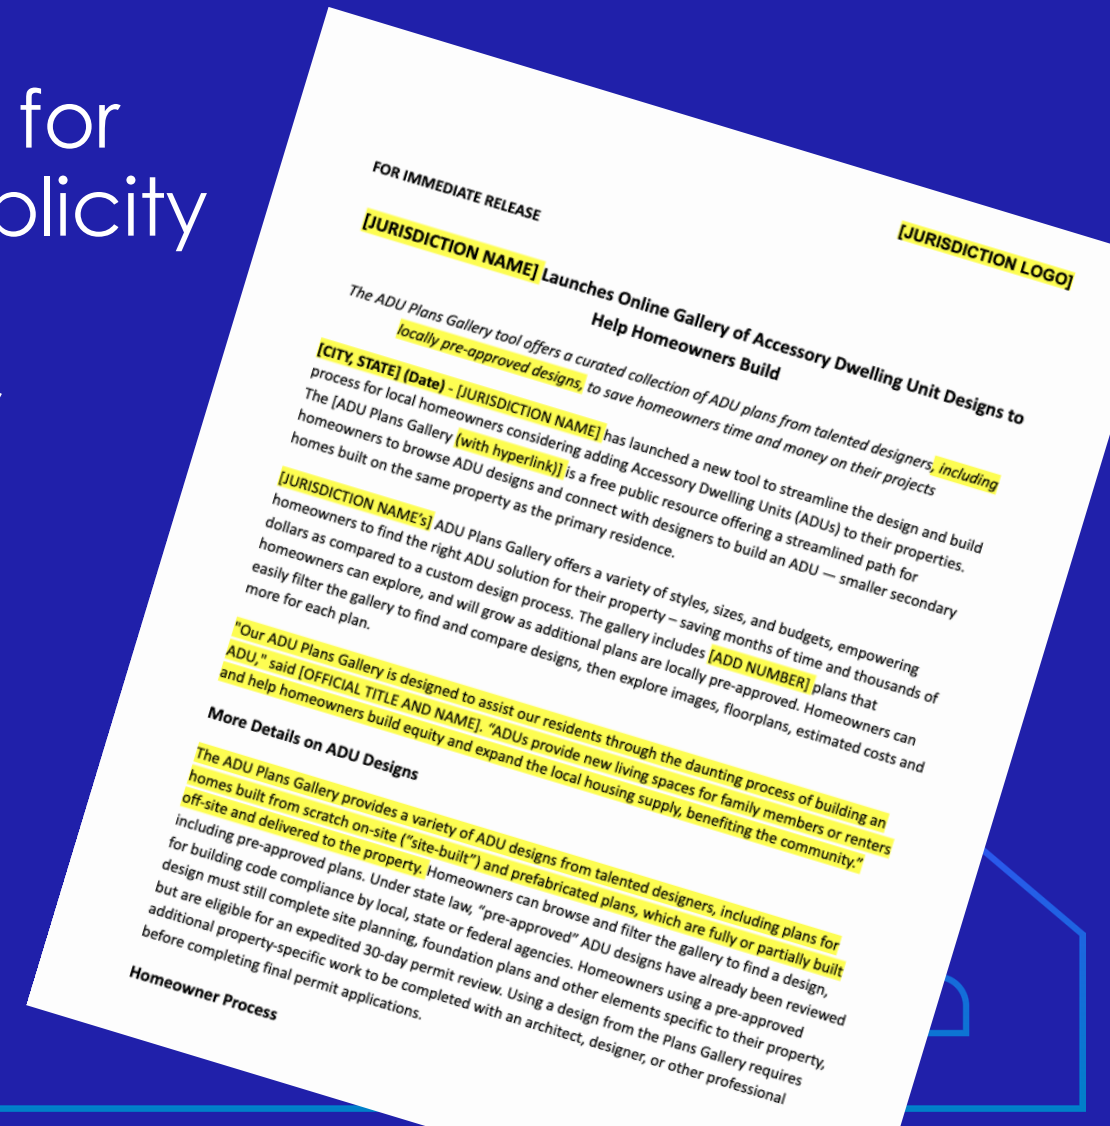 for
FOR IMMEDIATE RELEASE
[JURISDICTION LOGO]
[JURISDICTION NAME] Launches Online Gallery of Accessory Dwelling Unit Designs to
Help Homeowners Build
The ADU Plans Gallery tool offers a curated collection of ADU plans from talented designers, including
locally pre-approved designs, to save homeowners time and money on their projects
[CITY, STATE] (Date) - [JURISDICTION NAME] has launched a new tool to streamline the design and build
process for local homeowners considering adding Accessory Dwelling Units (ADUs) to their properties.
The [ADU Plans Gallery (with hyperlink)] is a free public resource offering a streamlined path for
homeowners to browse ADU designs and connect with designers to build an ADU — smaller secondary
homes built on the same property as the primary residence.
[JURISDICTION NAME's] ADU Plans Gallery offers a variety of styles, sizes, and budgets, empowering
homeowners to find the right ADU solution for their property – saving months of time and thousands of
dollars as compared to a custom design process. The gallery includes [ADD NUMBER] plans that
homeowners can explore, and will grow as additional plans are locally pre-approved. Homeowners can
easily filter the gallery to find and compare designs, then explore images, floorplans, estimated costs and
more for each plan.
"Our ADU Plans Gallery is designed to assist our residents through the daunting process of building an
ADU," said [OFFICIAL TITLE AND NAME]. "ADUs provide new living spaces for family members or renters
and help homeowners build equity and expand the local housing supply, benefiting the community."
More Details on ADU Designs
The ADU Plans Gallery provides a variety of ADU designs from talented designers, including plans for
homes built from scratch on-site ("site-built") and prefabricated plans, which are fully or partially built
off-site and delivered to the property. Homeowners can browse and filter the gallery to find a design,
including pre-approved plans. Under state law, "pre-approved" ADU designs have already been reviewed
for building code compliance by local, state or federal agencies. Homeowners using a pre-approved
design must still complete site planning, foundation plans and other elements specific to their property,
but are eligible for an expedited 30-day permit review. Using a design from the Plans Gallery requires
additional property-specific work to be completed with an architect, designer, or other professional
before completing final permit applications.
Homeowner Process